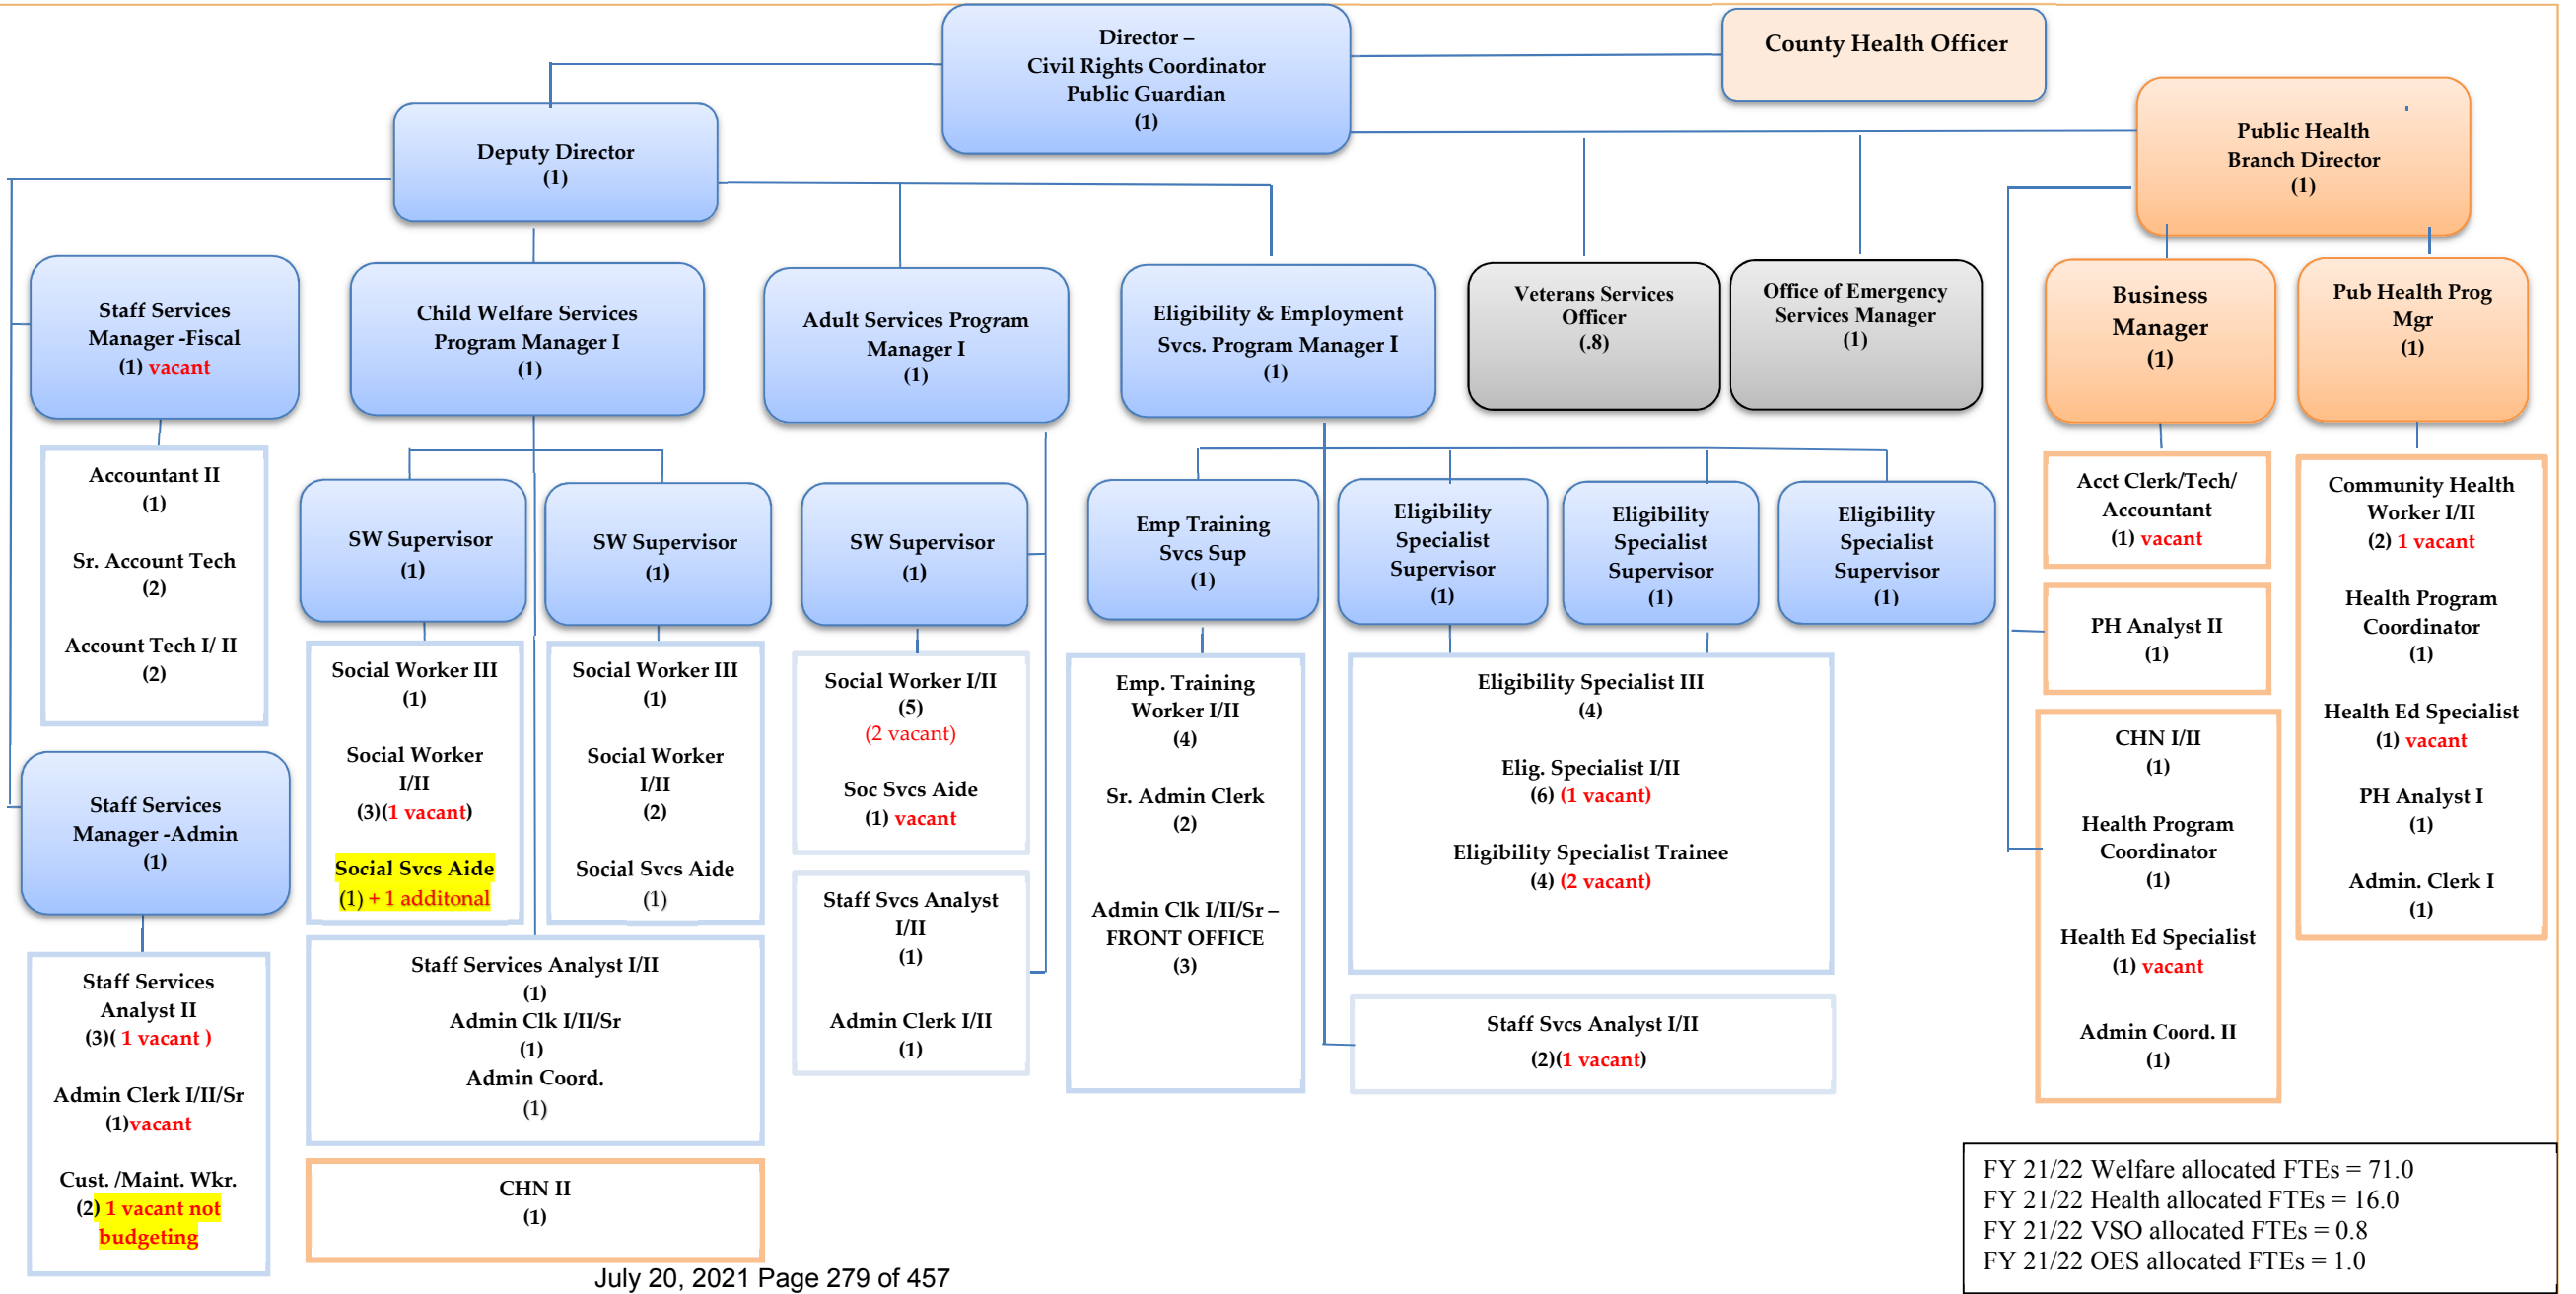 Director –
Civil Rights Coordinator
Public Guardian
(1)
County Health Officer
Deputy Director
(1)
Public Health
Branch Director
(1)
Staff Services
Manager -Fiscal
(1) vacant
Child Welfare Services
Program Manager I
(1)
Adult Services Program
Manager I
(1)
Eligibility & Employment
Svcs. Program Manager I
(1)
Veterans Services
Officer
(.8)
Office of Emergency
Services Manager
(1)
Business
Manager
(1)
Pub Health Prog
Mgr
(1)
Accountant II
(1)
Sr. Account Tech
(2)
Account Tech I/ II
(2)
SW Supervisor
(1)
SW Supervisor
(1)
SW Supervisor
(1)
Emp Training
Svcs Sup
(1)
Eligibility
Specialist
Supervisor
(1)
Eligibility
Specialist
Supervisor
(1)
Eligibility
Specialist
Supervisor
(1)
Acct Clerk/Tech/
Accountant
(1) vacant
PH Analyst II
(1)
CHN I/II
(1)
Health Program
Coordinator
(1)
Health Ed Specialist
(1) vacant
Admin Coord. II
(1)
Community Health
Worker I/II
(2) 1 vacant
Health Program
Coordinator
(1)
Health Ed Specialist
(1) vacant
PH Analyst I
(1)
Admin. Clerk I
(1)
Staff Services
Manager -Admin
(1)
Staff Services
Analyst II
(3)( 1 vacant )
Admin Clerk I/II/Sr
(1)vacant
Cust. /Maint. Wkr.
(2) 1 vacant not
budgeting
Social Worker III
(1)
Social Worker
I/II
(3)(1 vacant)
Social Svcs Aide
(1) + 1 additonal
Social Worker III
(1)
Social Worker
I/II
(2)
Social Svcs Aide
(1)
Staff Services Analyst I/II
(1)
Admin Clk I/II/Sr
(1)
Admin Coord.
(1)
CHN II
(1)
Social Worker I/II
(5)
(2 vacant)
Soc Svcs Aide
(1) vacant
Staff Svcs Analyst
I/II
(1)
Admin Clerk I/II
(1)
Emp. Training
Worker I/II
(4)
Sr. Admin Clerk
(2)
Admin Clk I/II/Sr –
FRONT OFFICE
(3)
Eligibility Specialist III
(4)
Elig. Specialist I/II
(6) (1 vacant)
Eligibility Specialist Trainee
(4) (2 vacant)
Staff Svcs Analyst I/II
(2)(1 vacant)
FY 21/22 Welfare allocated FTEs = 71.0
FY 21/22 Health allocated FTEs = 16.0
FY 21/22 VSO allocated FTEs = 0.8
FY 21/22 OES allocated FTEs = 1.0
July 20, 2021 Page 279 of 457